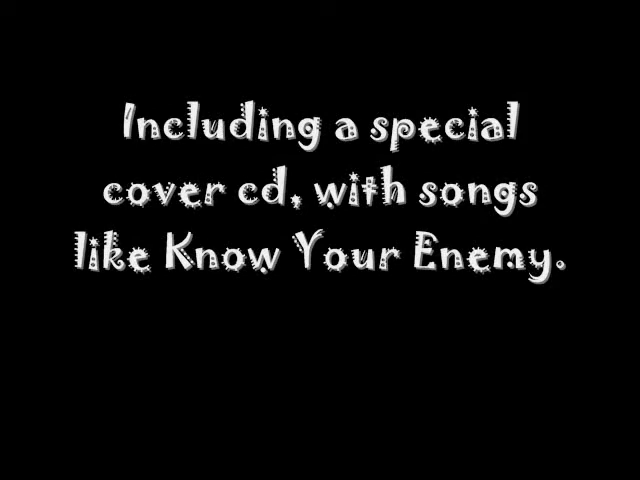 Including a special
cover cd, with songs
like Know Your Enemy.